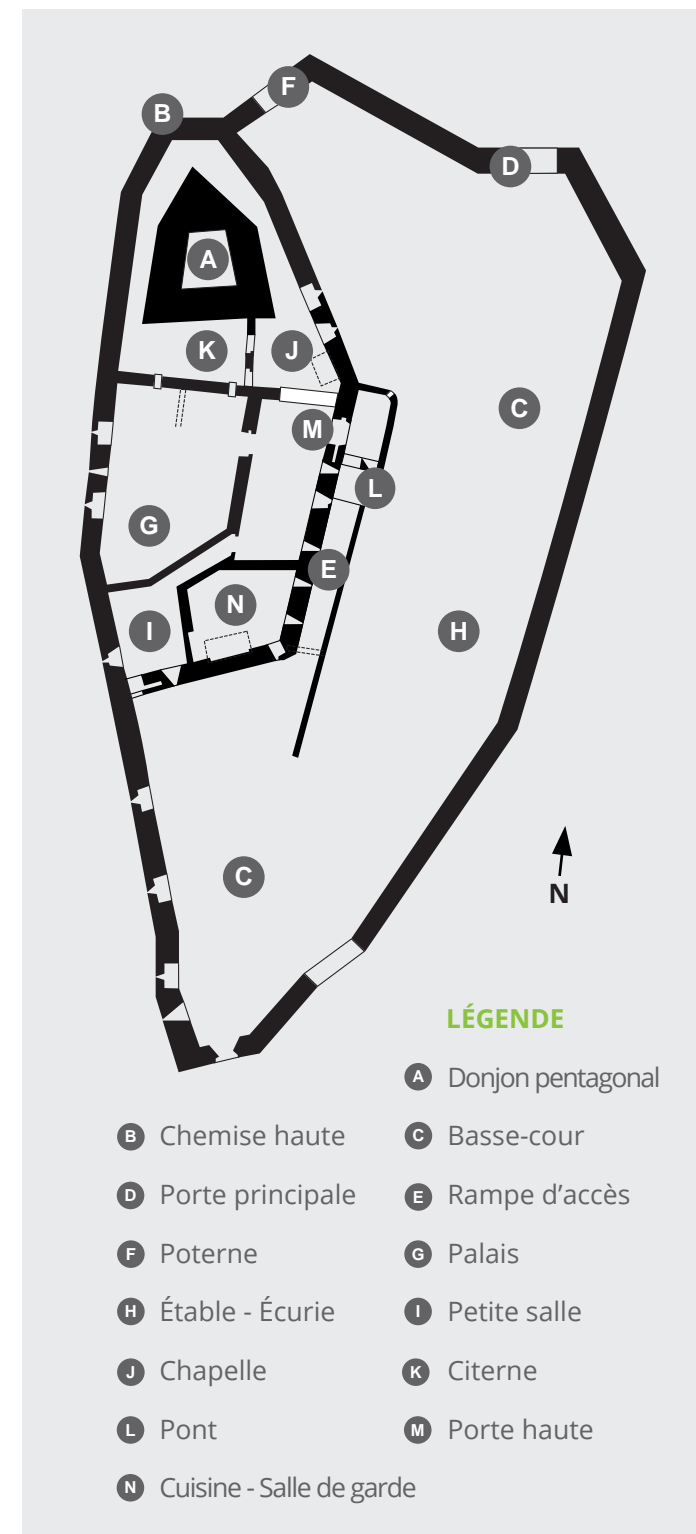 F
B
D
A
K
J
C
M
L
G
E
N
I
H
C
N
LÉGENDE
A Donjon pentagonal
B Chemise haute
C Basse-cour
D Porte principale
E Rampe d’accès
F Poterne
G Palais
H Étable - Écurie
I Petite salle
J Chapelle
K Citerne
L Pont
M Porte haute
N Cuisine - Salle de garde